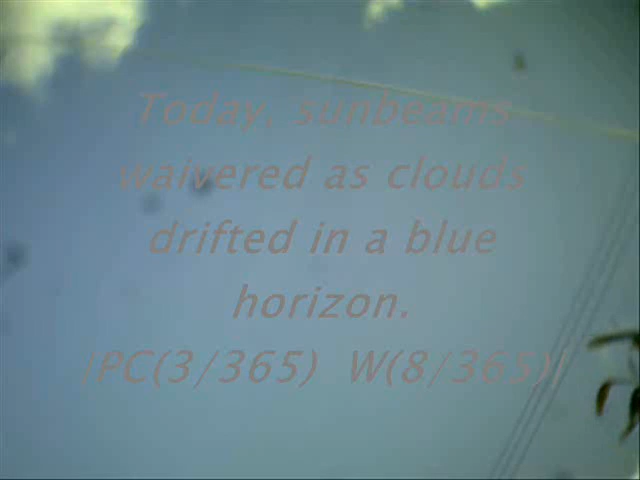 Today, sunbeams
waivered as clouds
drifted in a blue
horizon.
|PC(3/365) W(8/365)|